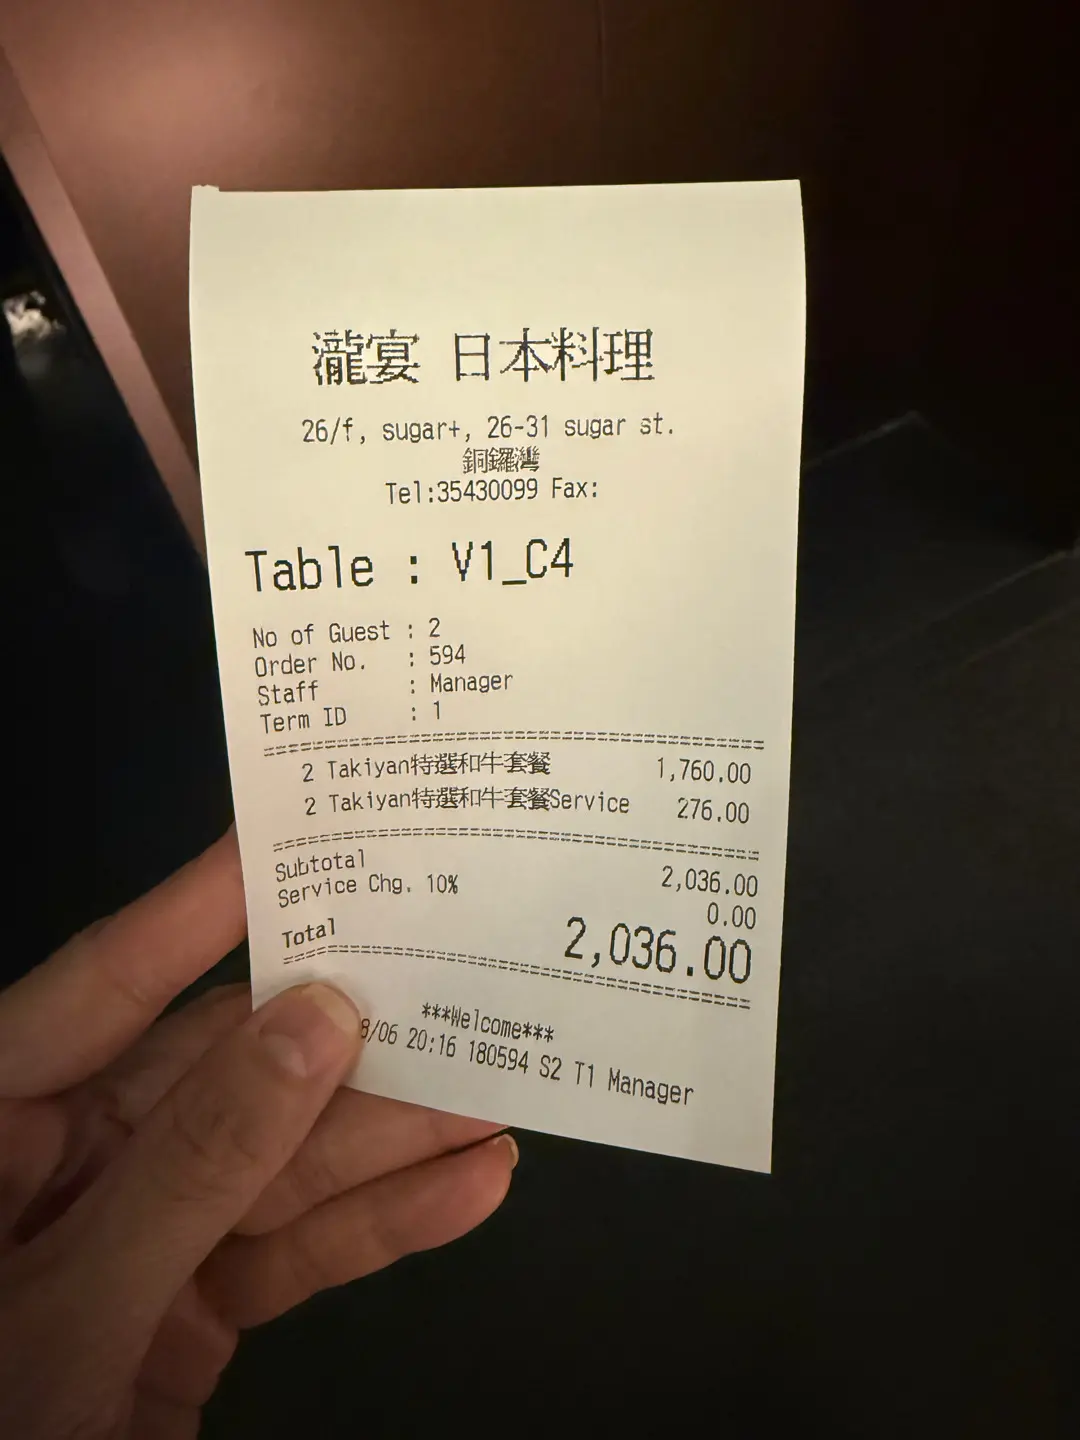 瀧宴 日本料理
26/f, sugar+, 26-31 sugar st.
銅鑼灣
Tel:35430099 Fax:
Table : V1_C4
No of Guest : 2
Order No. : 594
Staff : Manager
Term ID : 1
2 Takiyan特選和牛套餐 1,760.00
2 Takiyan特選和牛套餐Service 276.00
Subtotal 2,036.00
Service Chg. 10% 0.00
Total 2,036.00
***Welcome***
8/06 20:16 180594 S2 T1 Manager